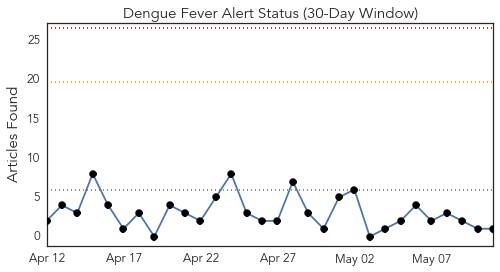 Dengue Fever Alert Status (30-Day Window)
Articles Found
25
20
15
10
5
0
Apr 12
Apr 17
Apr 22
Apr 27
May 02
May 07